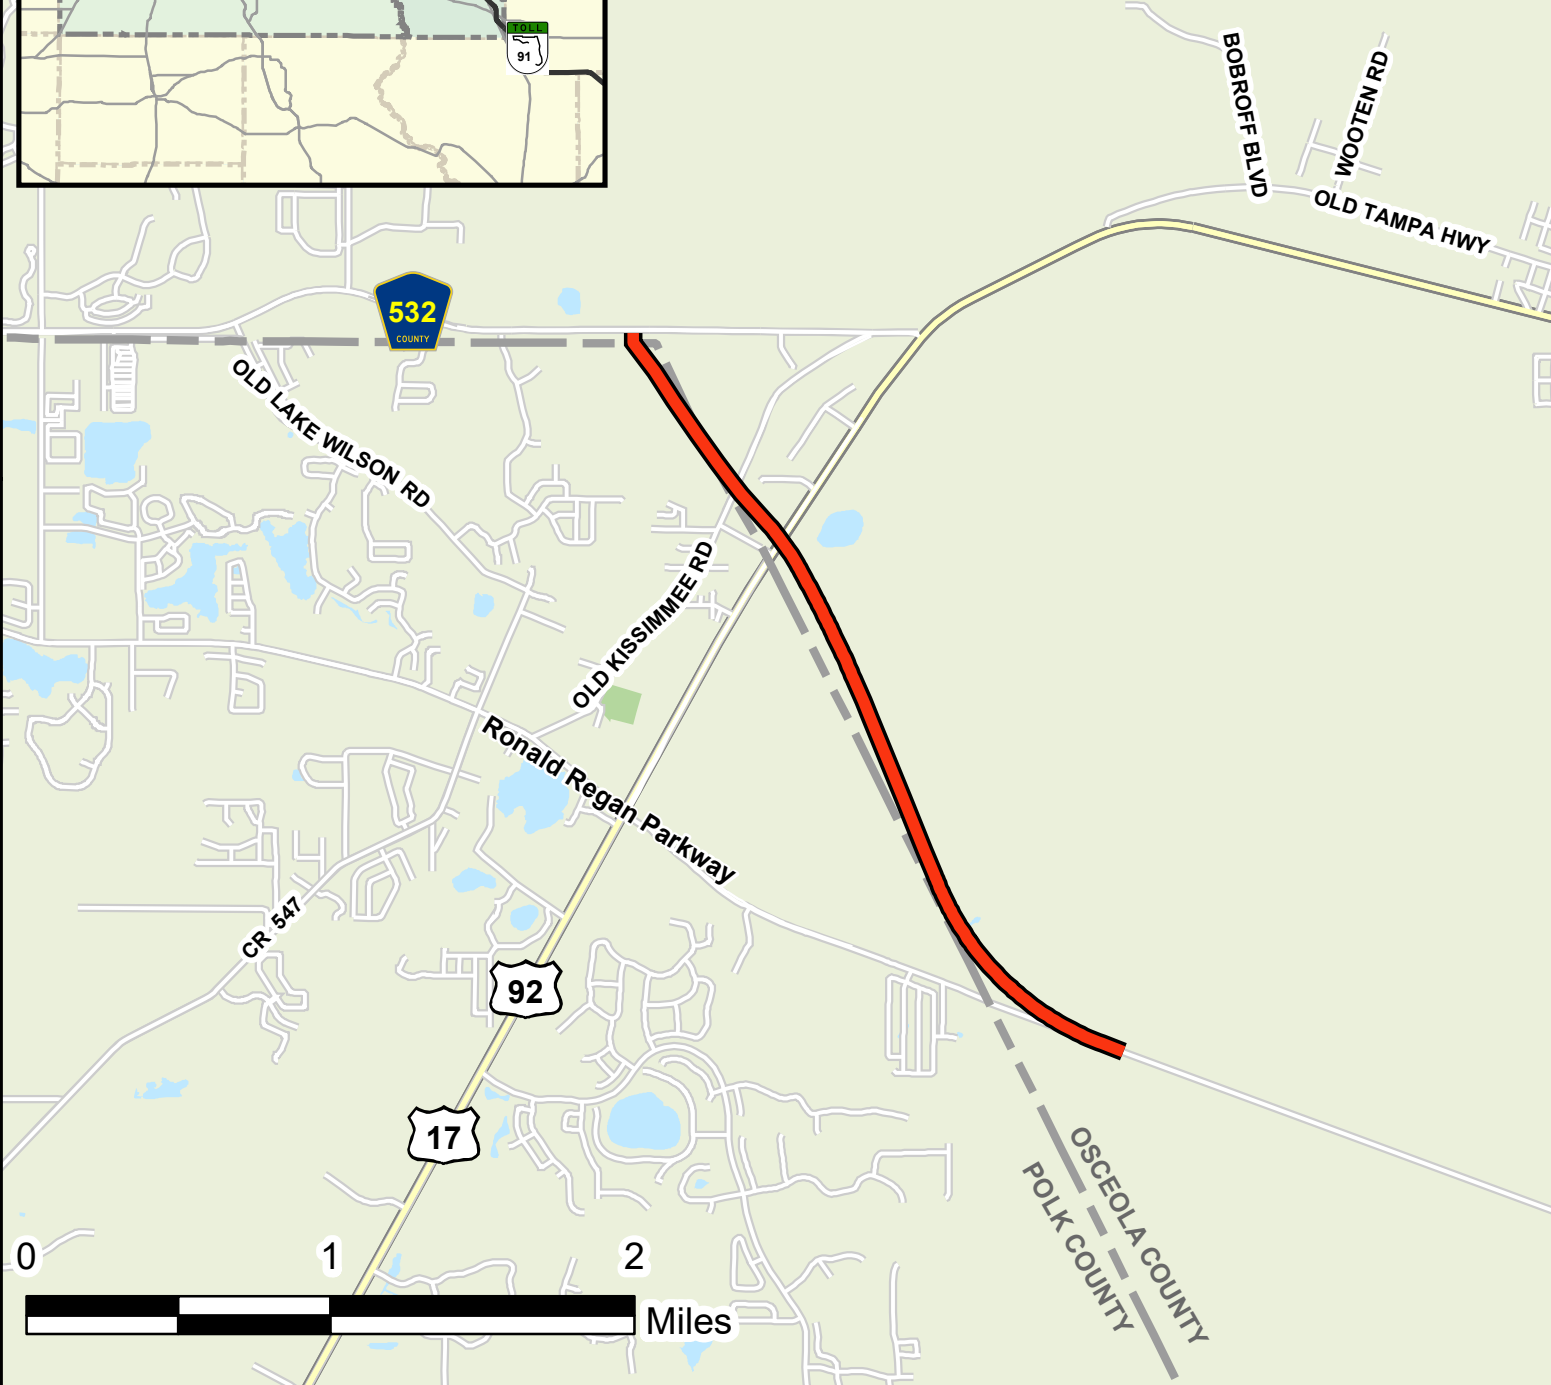 TOLL
91
BOBROFF BLVD
WOOTEN RD
OLD TAMPA HWY
532
COUNTY
OLD LAKE WILSON RD
OLD KISSIMMEE RD
Ronald Regan Parkway
CR 547
92
17
OSCEOLA COUNTY
POLK COUNTY
0 1 2
Miles